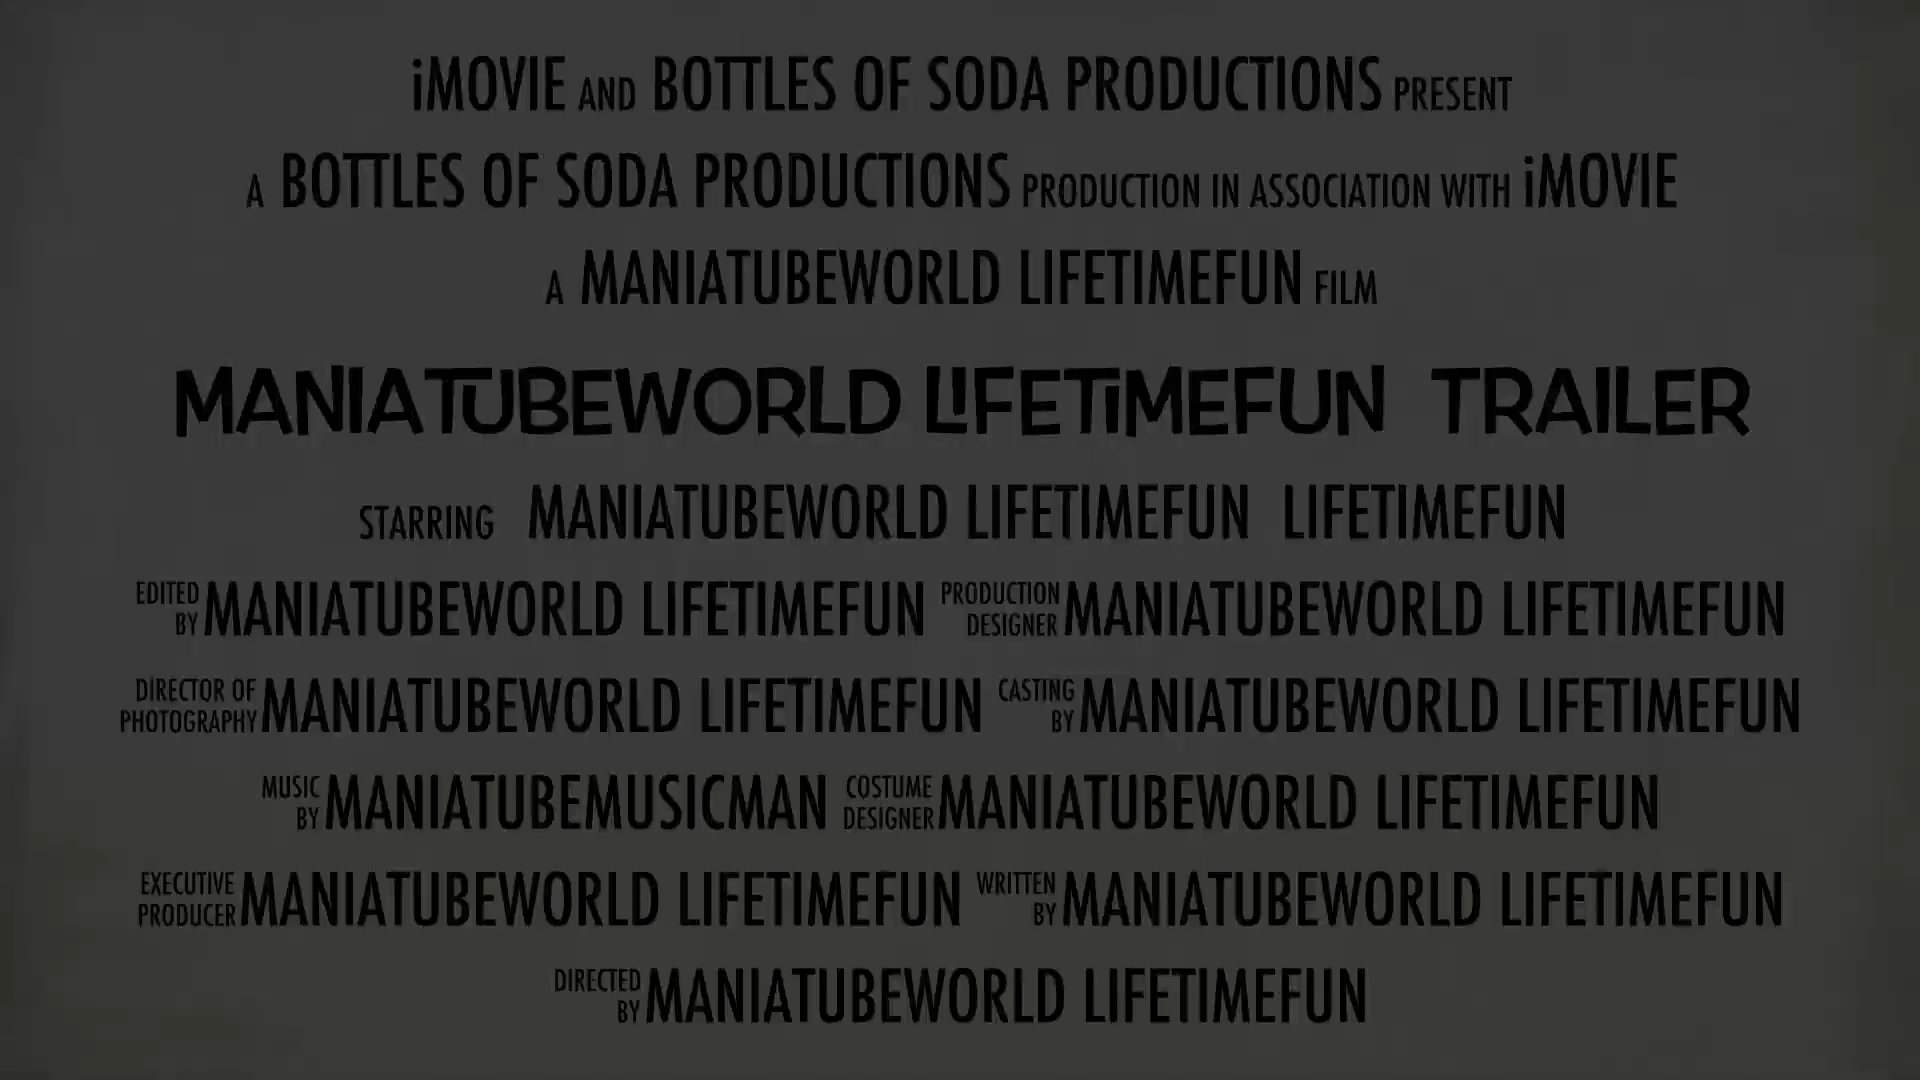 iMOVIE AND BOTTLES OF SODA PRODUCTIONS PRESENT
A BOTTLES OF SODA PRODUCTIONS PRODUCTION IN ASSOCIATION WITH iMOVIE
A MANIATUBEWORLD LIFETIMEFUN FILM
MANIATUBEWORLD LIFETIMEFUN TRAILER
STARRING MANIATUBEWORLD LIFETIMEFUN LIFETIMEFUN
EDITED BY MANIATUBEWORLD LIFETIMEFUN PRODUCTION DESIGNER MANIATUBEWORLD LIFETIMEFUN
DIRECTOR OF PHOTOGRAPHY MANIATUBEWORLD LIFETIMEFUN CASTING BY MANIATUBEWORLD LIFETIMEFUN
MUSIC BY MANIATUBEMUSICMAN COSTUME DESIGNER MANIATUBEWORLD LIFETIMEFUN
EXECUTIVE PRODUCER MANIATUBEWORLD LIFETIMEFUN WRITTEN BY MANIATUBEWORLD LIFETIMEFUN
DIRECTED BY MANIATUBEWORLD LIFETIMEFUN